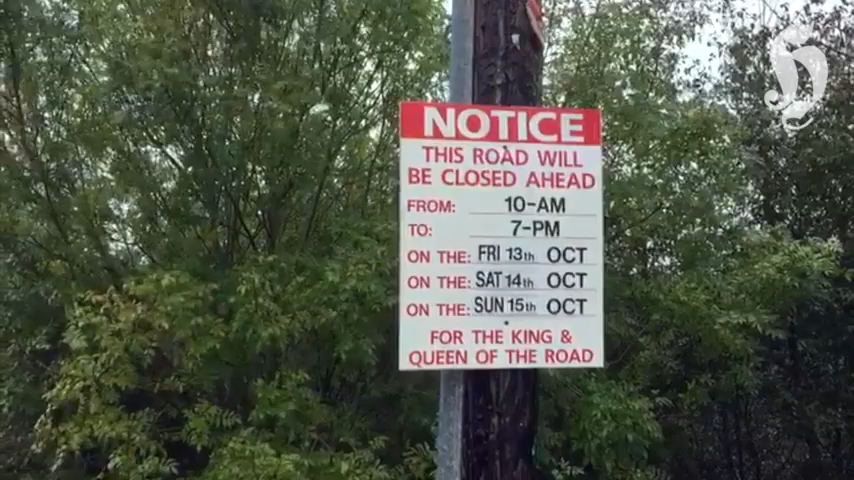 NOTICE
THIS ROAD WILL
BE CLOSED AHEAD
FROM: 10-AM
TO: 7-PM
ON THE: FRI 13th OCT
ON THE: SAT 14th OCT
ON THE: SUN 15th OCT
FOR THE KING &
QUEEN OF THE ROAD